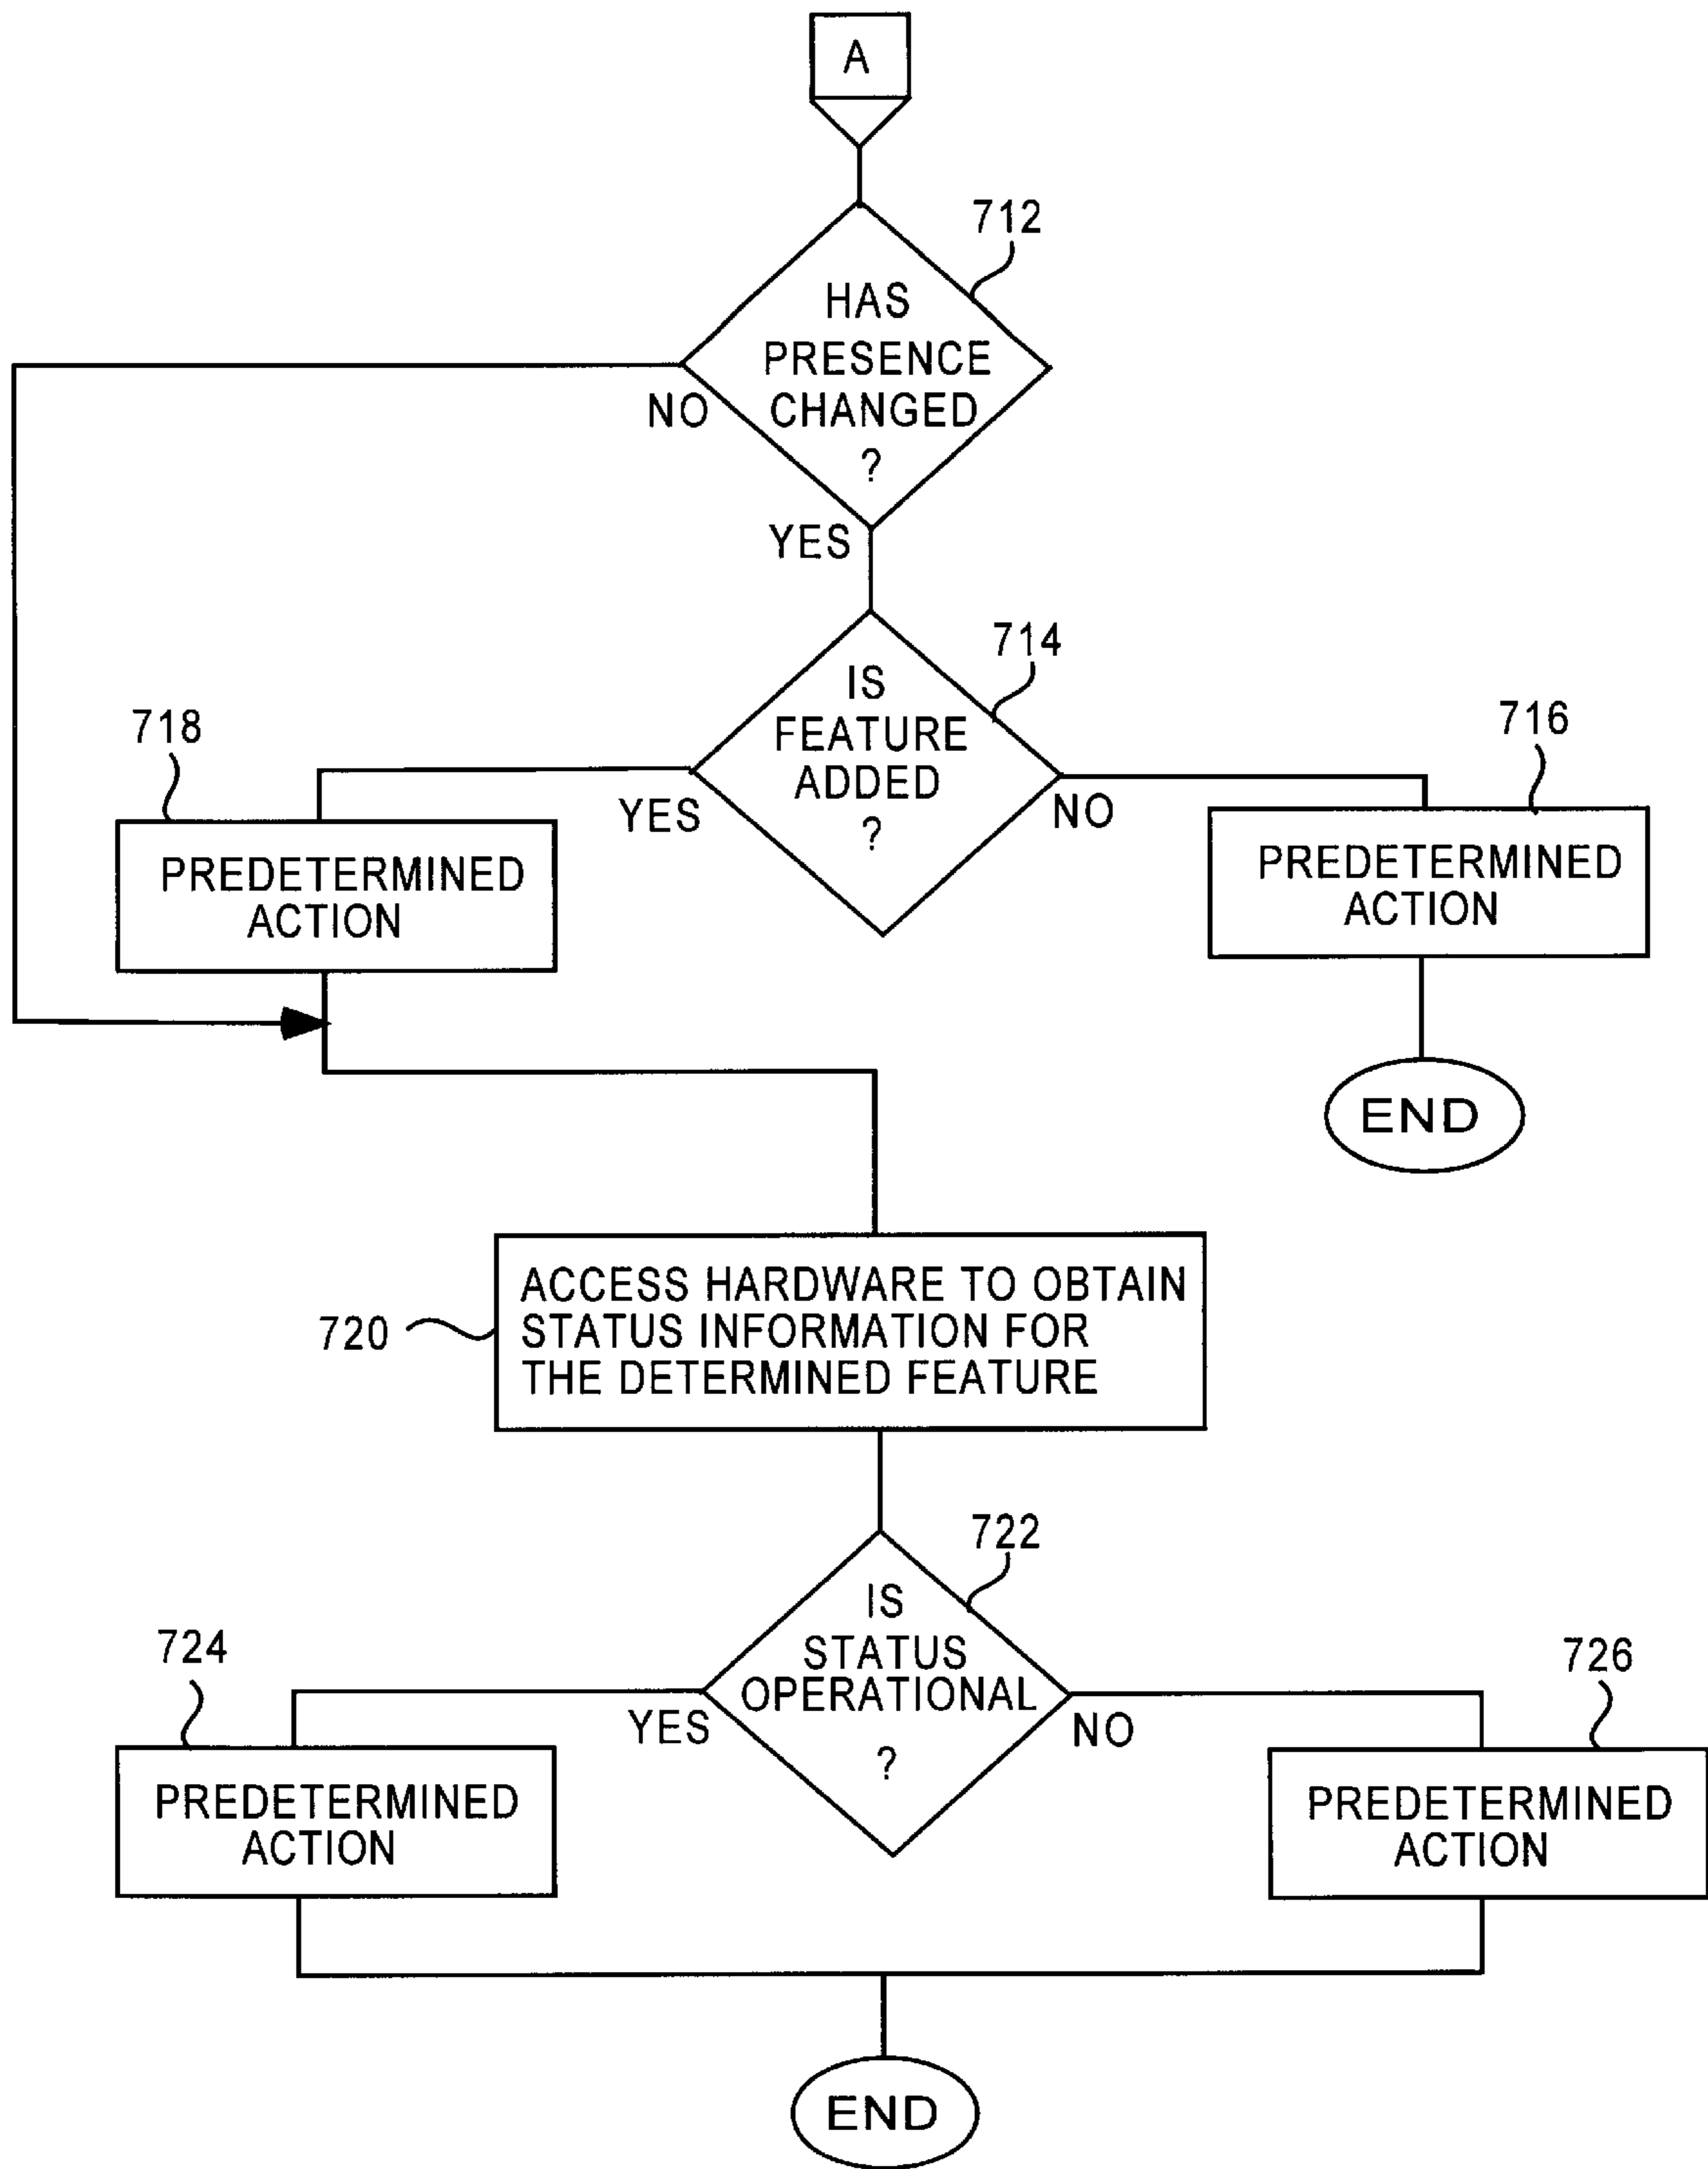 A
712
HAS
PRESENCE
CHANGED
?
NO
YES
714
IS
FEATURE
ADDED
?
YES
NO
718
PREDETERMINED
ACTION
716
PREDETERMINED
ACTION
END
720
ACCESS HARDWARE TO OBTAIN
STATUS INFORMATION FOR
THE DETERMINED FEATURE
722
IS
STATUS
OPERATIONAL
?
YES
NO
724
PREDETERMINED
ACTION
726
PREDETERMINED
ACTION
END